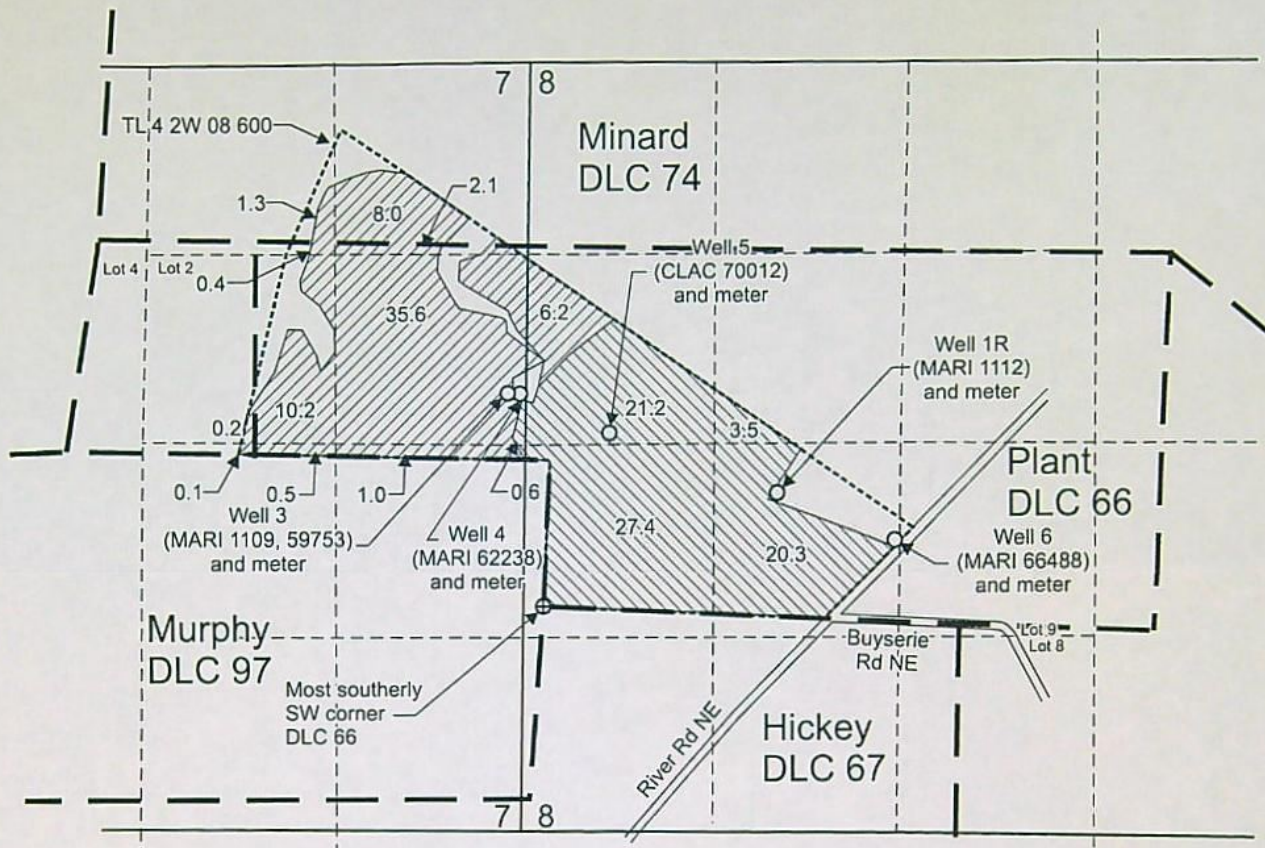 7 8
TL 4 2W 08 600
Minard
DLC 74
2.1
1.3
8.0
Well 5
(CLAC 70012)
and meter
Lot 4
Lot 2
0.4
35.6
6.2
Well 1R
(MARI 1112)
and meter
10.2
21.2
3.5
0.2
Plant
DLC 66
0.1
0.5
1.0
0.6
Well 3
(MARI 1109, 59753)
and meter
Well 4
(MARI 62238)
and meter
27.4
20.3
Well 6
(MARI 66488)
and meter
Murphy
DLC 97
Buyserie
Rd NE
Lot 9
Lot 8
Most southerly
SW corner
DLC 66
River Rd NE
Hickey
DLC 67
7 8